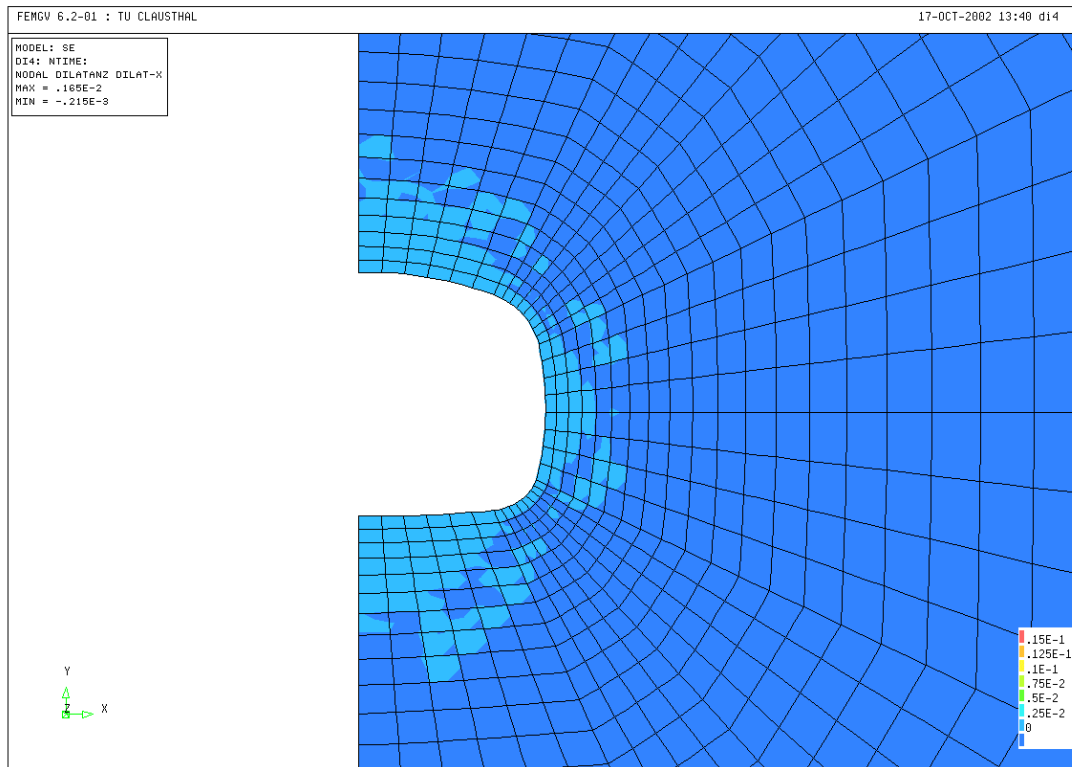 FEMGV 6.2-01 : TU CLAUSTHAL 17-OCT-2002 13:40 di4
MODEL: SE
DI4: NTIME:
NODAL DILATANZ DILAT-X
MAX = .165E-2
MIN = -.215E-3
.15E-1
.125E-1
.1E-1
.75E-2
.5E-2
.25E-2
0
Y
Z X